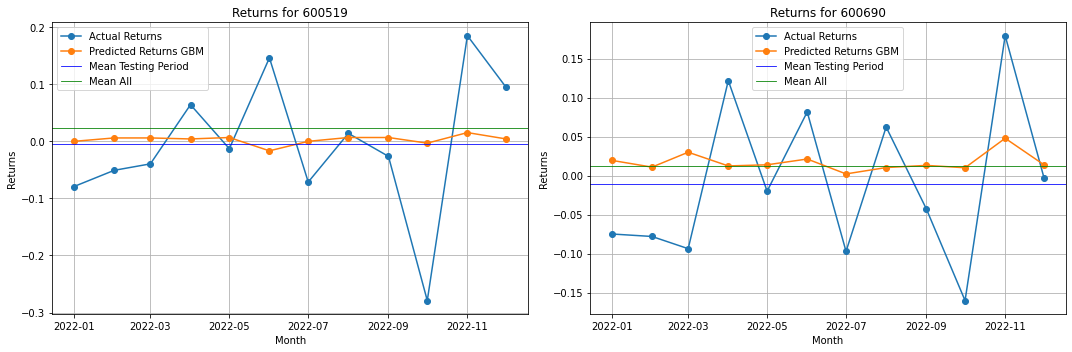 Returns for 600519
Actual Returns
Predicted Returns GBM
Mean Testing Period
Mean All
0.2
0.1
0.0
−0.1
−0.2
−0.3
Returns
2022-01
2022-03
2022-05
2022-07
2022-09
2022-11
Month
Returns for 600690
Actual Returns
Predicted Returns GBM
Mean Testing Period
Mean All
0.15
0.10
0.05
0.00
−0.05
−0.10
−0.15
Returns
2022-01
2022-03
2022-05
2022-07
2022-09
2022-11
Month